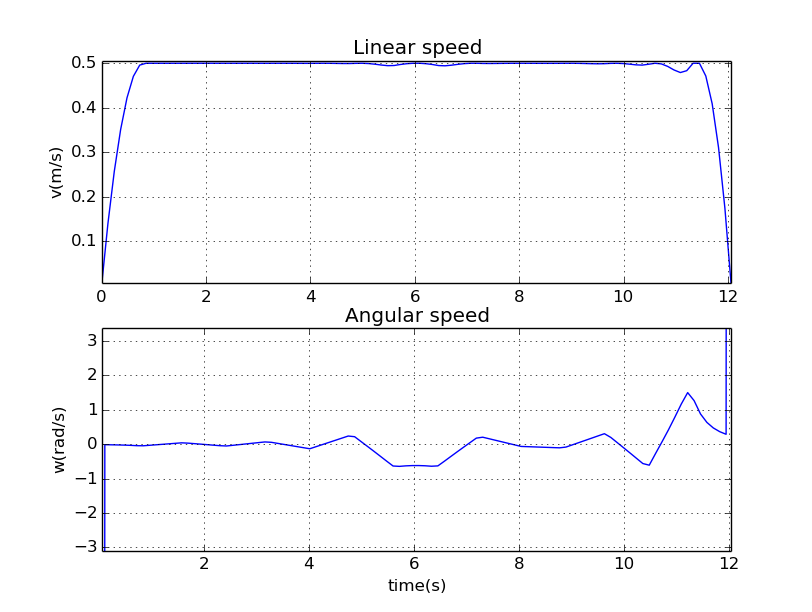 Linear speed
0.5
0.4
0.3
0.2
0.1
v(m/s)
0 2 4 6 8 10 12
Angular speed
3
2
1
0
−1
−2
−3
w(rad/s)
2 4 6 8 10 12
time(s)